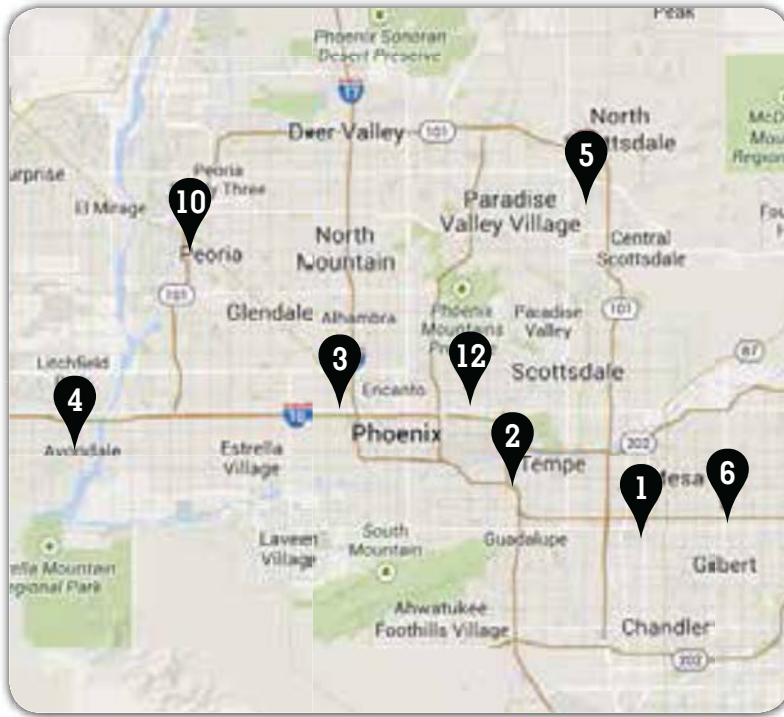 Peak
Phoenix Sonoran
Desert Preserve
17
North
Deer Valley
101
5
Peoria
Three
10
El Mirage
Paradise
Valley Village
Peoria
North
Mountain
Central
Scottsdale
101
Glendale
Alhambra
Phoenix
Mountains
Paradise
Valley
101
3
12
87
Litchfield
Scottsdale
4
Encanto
10
Phoenix
2
202
Avondale
Estrella
Village
Tempe
1
6
Laveen
Village
South
Mountain
Guadalupe
Gilbert
Regional Park
Ahwatukee
Foothills Village
Chandler
202